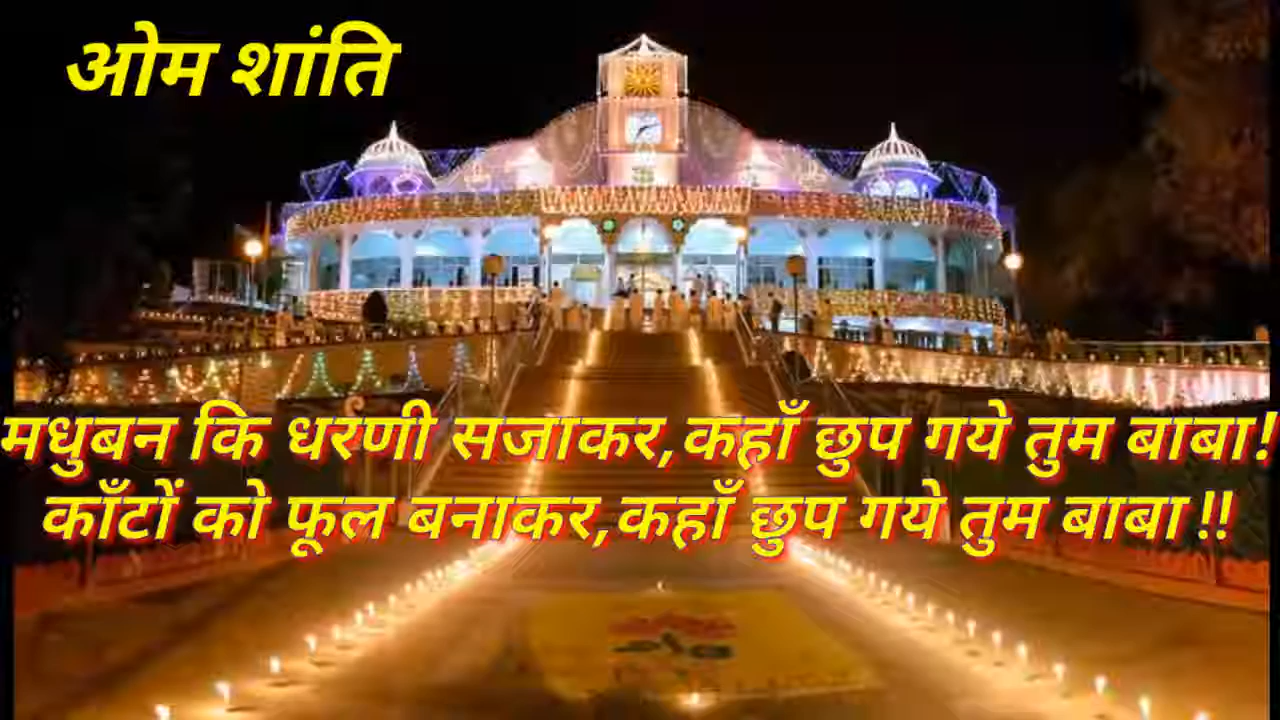 ओम शांति
मधुबन कि धरणी सजाकर,कहाँ छुप गये तुम बाबा!
काँटों को फूल बनाकर,कहाँ छुप गये तुम बाबा!!